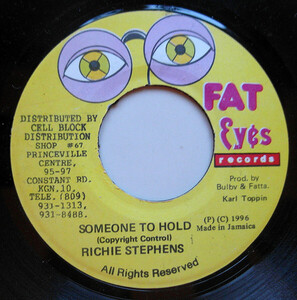 FAT
Eyes
records
DISTRIBUTED BY
CELL BLOCK
DISTRIBUTION
SHOP #67
PRINCEVILLE
CENTRE,
95-97
CONSTANT RD.
KGN,10,
TEL. (809)
931-1313,
931-8488.
Prod. by
Bulby & Fatta.
Karl Toppin
SOMEONE TO HOLD
(Copyright Control)
RICHIE STEPHENS
(P) (C) 1996
Made in Jamaica
All Rights Reserved